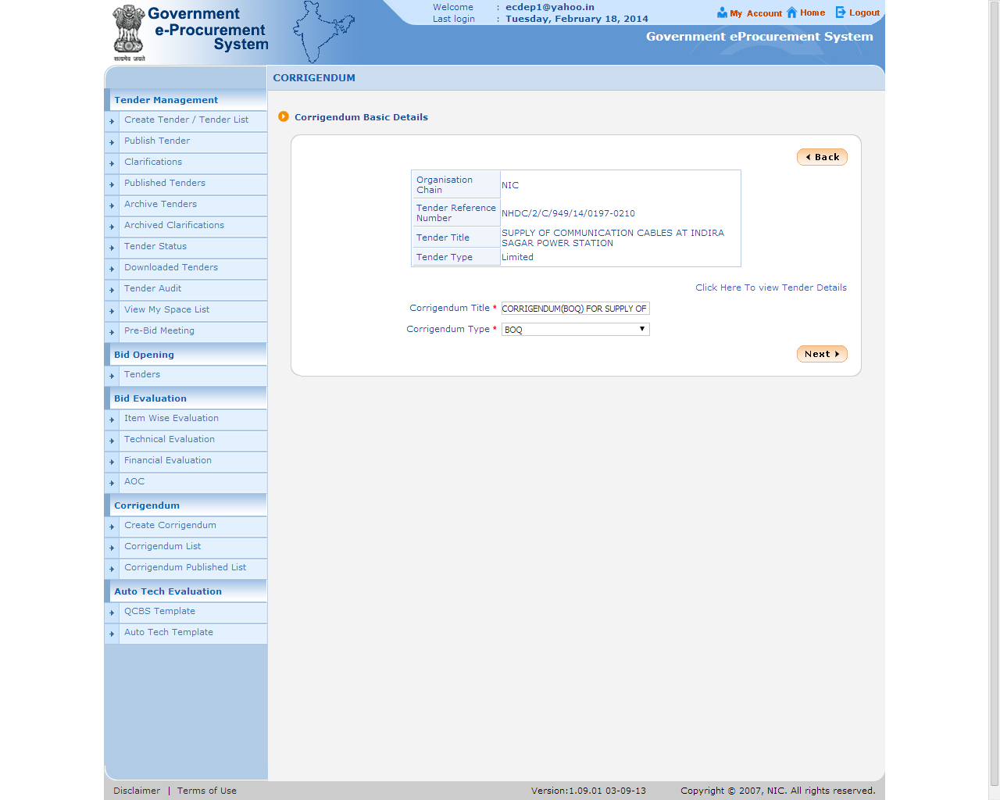 Government
e-Procurement
System
सत्यमेव जयते
Welcome : ecdep1@yahoo.in
Last login : Tuesday, February 18, 2014
My Account Home Logout
Government eProcurement System
CORRIGENDUM
Tender Management
Create Tender / Tender List
Publish Tender
Clarifications
Published Tenders
Archive Tenders
Archived Clarifications
Tender Status
Downloaded Tenders
Tender Audit
View My Space List
Pre-Bid Meeting
Bid Opening
Tenders
Bid Evaluation
Item Wise Evaluation
Technical Evaluation
Financial Evaluation
AOC
Corrigendum
Create Corrigendum
Corrigendum List
Corrigendum Published List
Auto Tech Evaluation
QCBS Template
Auto Tech Template
Corrigendum Basic Details
Back
Organisation Chain NIC
Tender Reference Number NHDC/2/C/949/14/0197-0210
Tender Title SUPPLY OF COMMUNICATION CABLES AT INDIRA
SAGAR POWER STATION
Tender Type Limited
Click Here To view Tender Details
Corrigendum Title * CORRIGENDUM(BOQ) FOR SUPPLY OF
Corrigendum Type * BOQ
Next
Disclaimer | Terms of Use
Version:1.09.01 03-09-13
Copyright © 2007, NIC. All rights reserved.